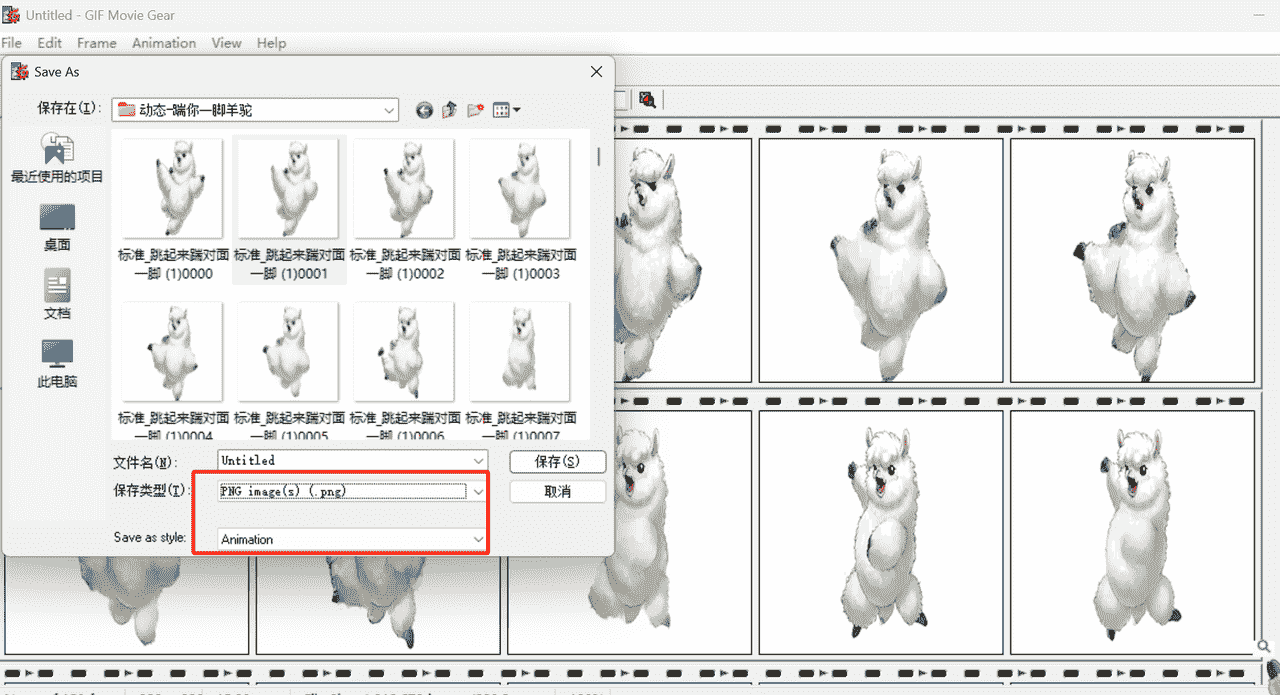 Untitled - GIF Movie Gear
File Edit Frame Animation View Help
Save As
保存在(I):
动态-踹你一脚羊驼
最近使用的项目
桌面
文档
此电脑
标准_跳起来踹对面
一脚 (1)0000
标准_跳起来踹对面
一脚 (1)0001
标准_跳起来踹对面
一脚 (1)0002
标准_跳起来踹对面
一脚 (1)0003
标准_跳起来踹对面
一脚 (1)0004
标准_跳起来踹对面
一脚 (1)0005
标准_跳起来踹对面
一脚 (1)0006
标准_跳起来踹对面
一脚 (1)0007
文件名(N):
Untitled
保存(S)
保存类型(T):
PNG image(s) (.png)
取消
Save as style:
Animation